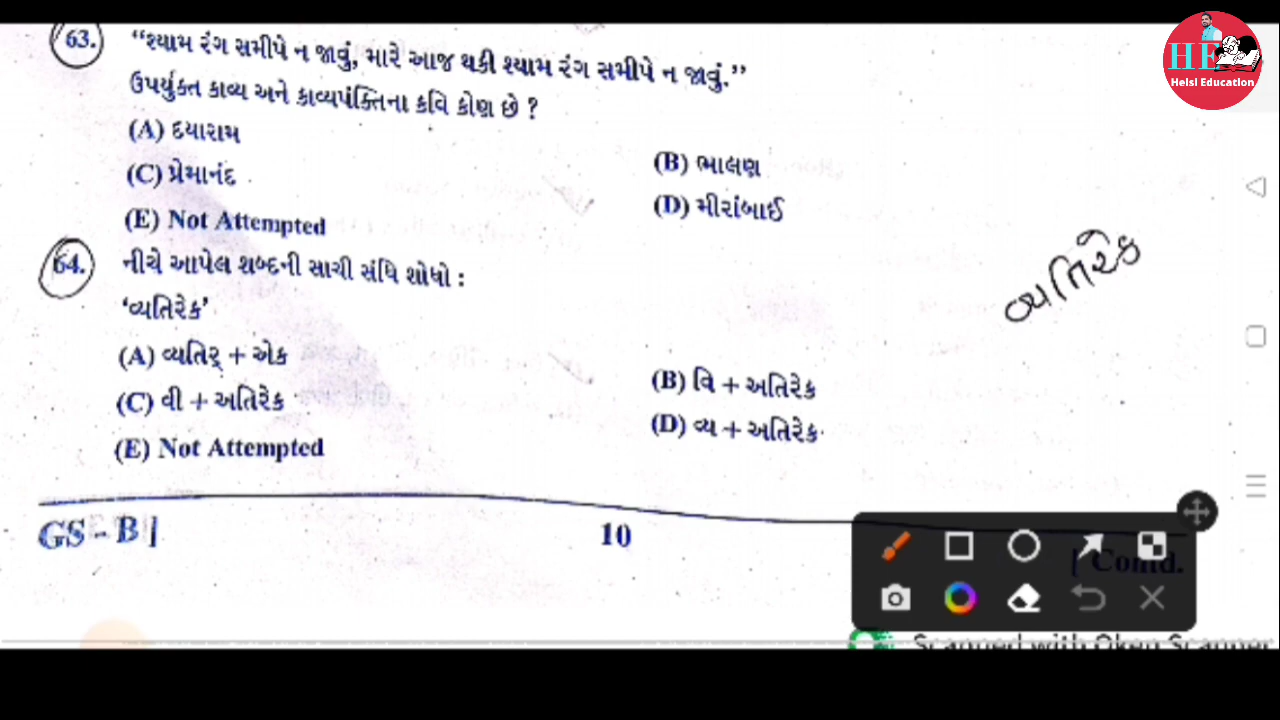 HE
Helsi Education
63. “શ્યામ રંગ સમીપે ન જાવું, મારે આજ થકી શ્યામ રંગ સમીપે ન જાવું.”
ઉપર્યુક્ત કાવ્ય અને કાવ્યપંક્તિના કવિ કોણ છે ?
(A) દયારામ
(B) ભાલણ
(C) પ્રેમાનંદ
(D) મીરાંબાઈ
(E) Not Attempted
64. નીચે આપેલ શબ્દની સાચી સંધિ શોધો :
‘વ્યતિરેક’
વ્યતિરેક
(A) વ્યતિર્ + એક
(B) વિ + અતિરેક
(C) વી + અતિરેક
(D) વ્ય + અતિરેક
(E) Not Attempted
GS - B ]
10
[ Contd.
Scanned with Oken Scanner